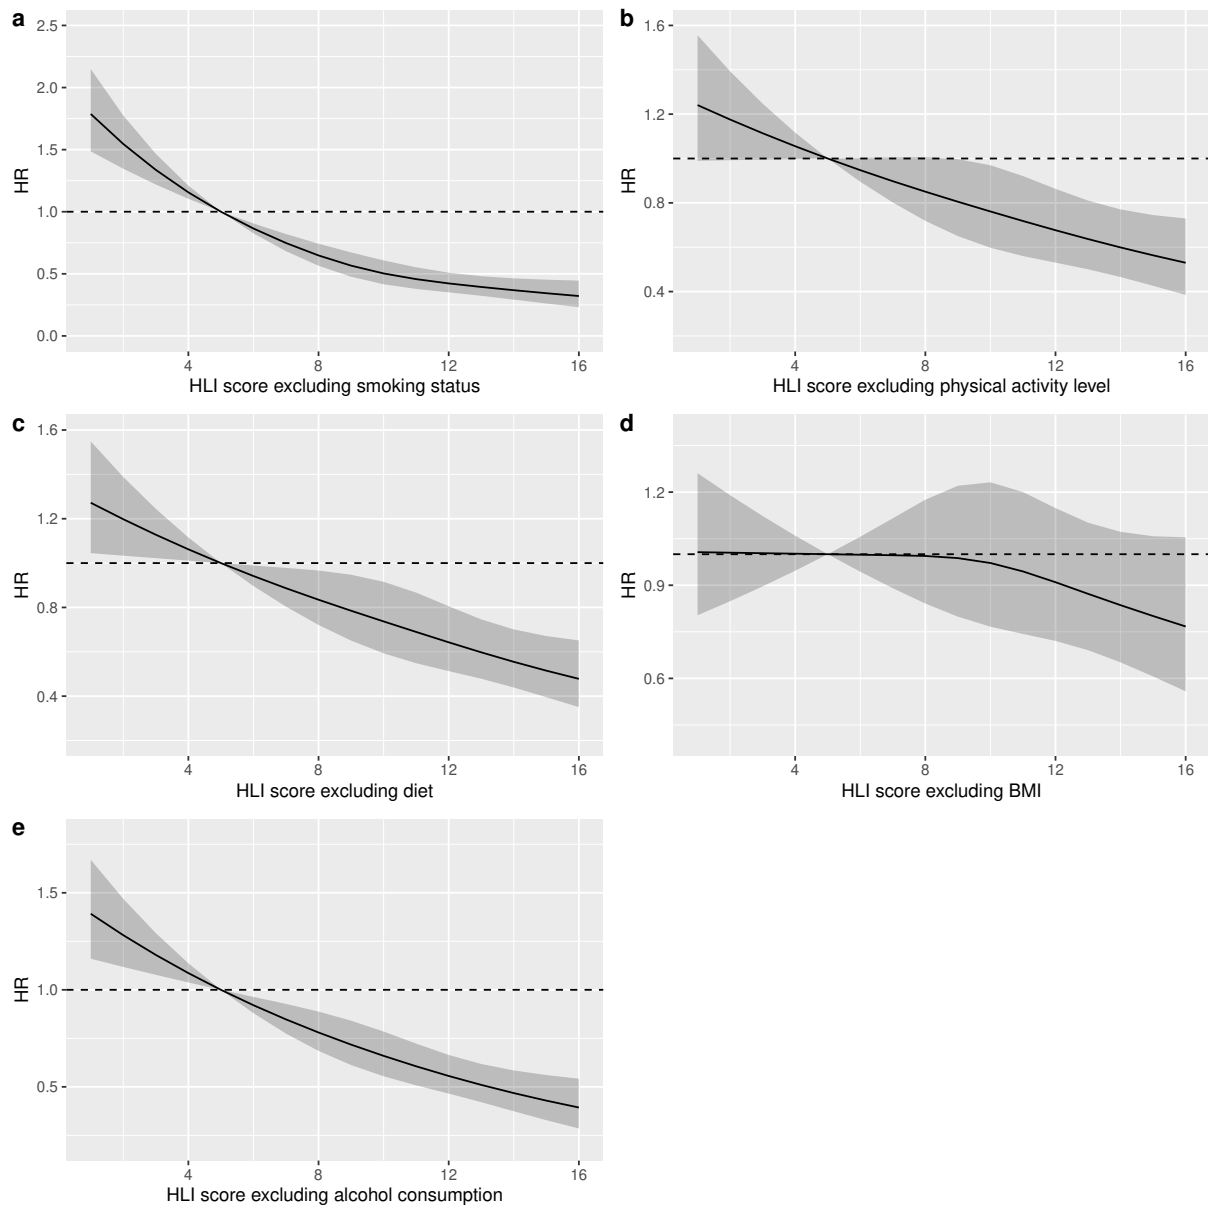 a
2.5
2.0
1.5
1.0
0.5
0.0
HR
4 8 12 16
HLI score excluding smoking status
b
1.6
1.2
0.8
0.4
HR
4 8 12 16
HLI score excluding physical activity level
c
1.6
1.2
0.8
0.4
HR
4 8 12 16
HLI score excluding diet
d
1.2
0.9
0.6
HR
4 8 12 16
HLI score excluding BMI
e
1.5
1.0
0.5
HR
4 8 12 16
HLI score excluding alcohol consumption